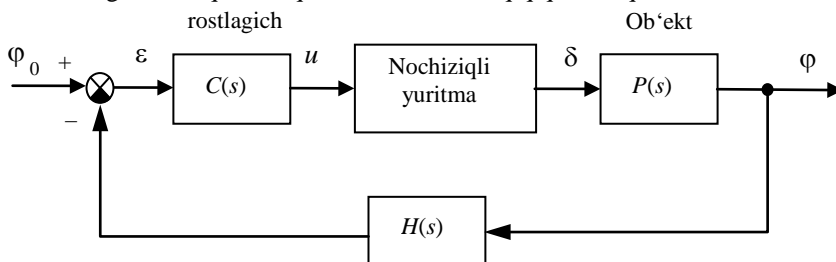 rostlagich
Ob‘ekt
φ₀
+
ε
C(s)
u
Nochiziqli
yuritma
δ
P(s)
φ
−
H(s)